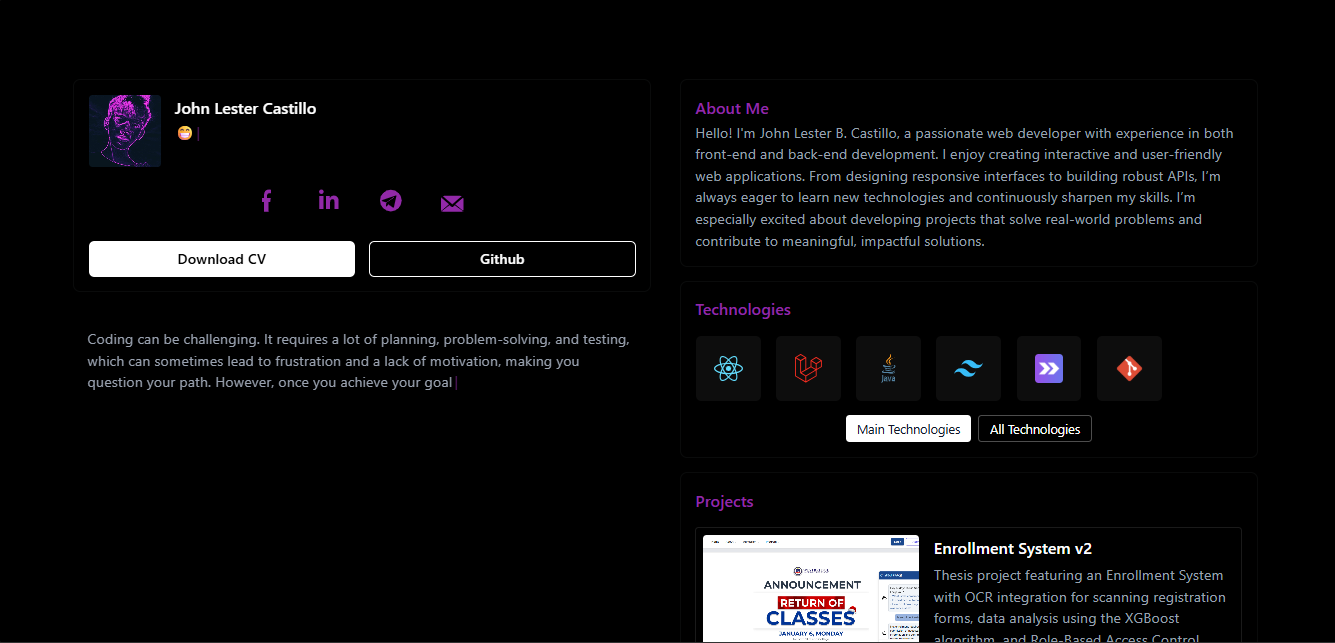 John Lester Castillo
😁
Download CV
Github
Coding can be challenging. It requires a lot of planning, problem-solving, and testing,
which can sometimes lead to frustration and a lack of motivation, making you
question your path. However, once you achieve your goal
About Me
Hello! I'm John Lester B. Castillo, a passionate web developer with experience in both
front-end and back-end development. I enjoy creating interactive and user-friendly
web applications. From designing responsive interfaces to building robust APIs, I'm
always eager to learn new technologies and continuously sharpen my skills. I'm
especially excited about developing projects that solve real-world problems and
contribute to meaningful, impactful solutions.
Technologies
Java
Main Technologies
All Technologies
Projects
ANNOUNCEMENT
RETURN OF
CLASSES
JANUARY 6, MONDAY
Enrollment System v2
Thesis project featuring an Enrollment System
with OCR integration for scanning registration
forms, data analysis using the XGBoost
algorithm, and Role-Based Access Control